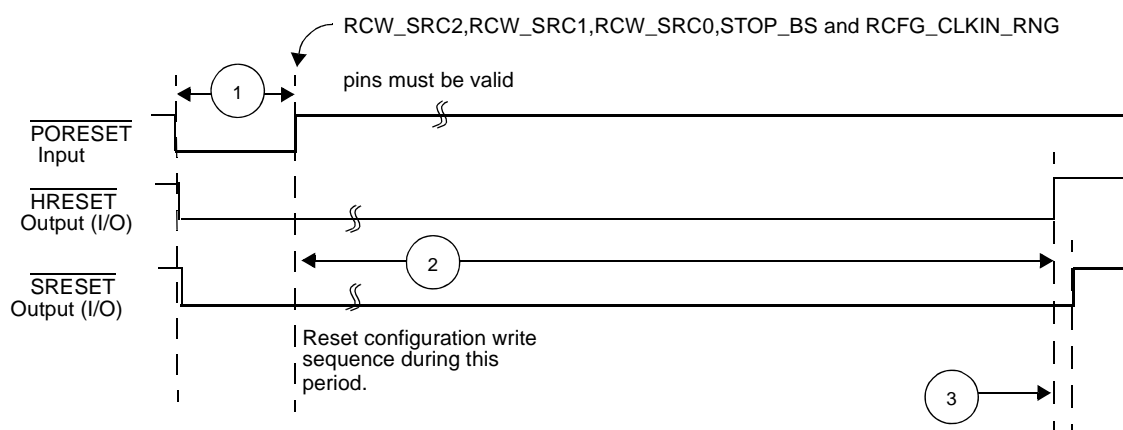 RCW_SRC2,RCW_SRC1,RCW_SRC0,STOP_BS and RCFG_CLKIN_RNG
pins must be valid
1
PORESET
Input
HRESET
Output (I/O)
2
SRESET
Output (I/O)
Reset configuration write
sequence during this
period.
3